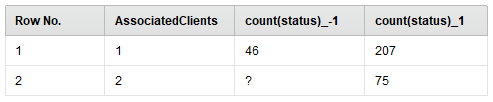 Row No. AssociatedClients count(status)_-1 count(status)_1
1 1 46 207
2 2 ? 75